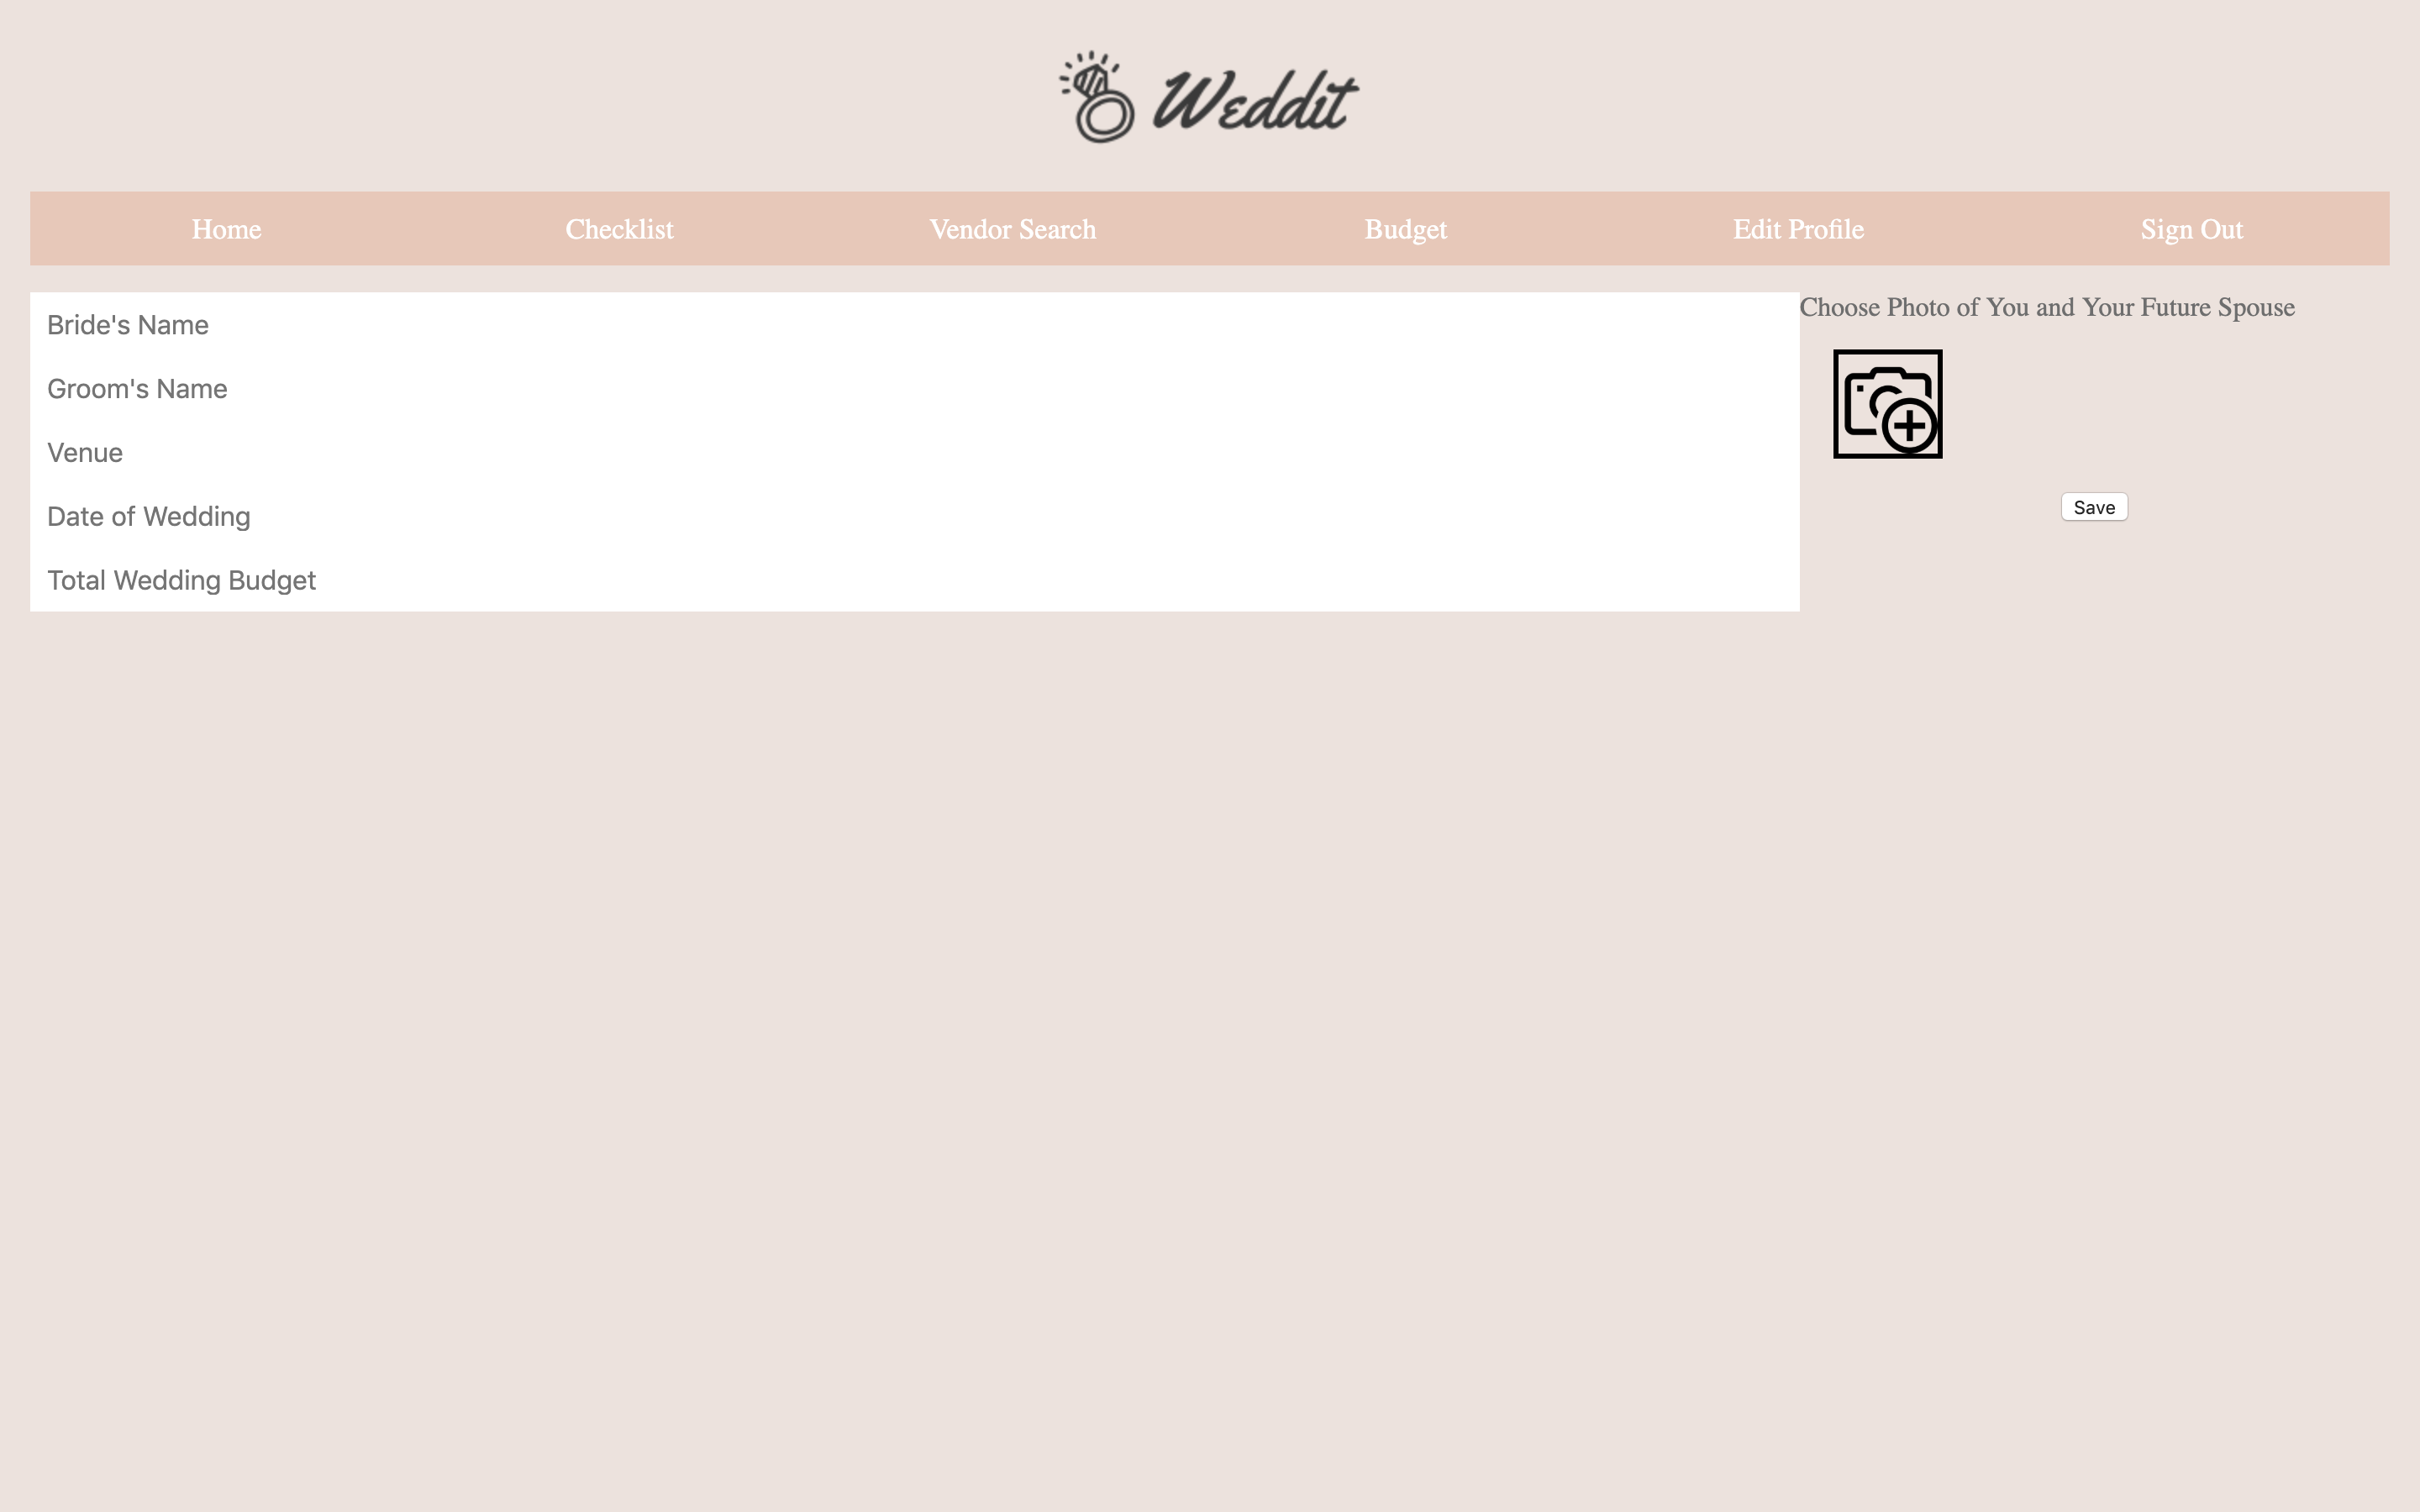 Weddit
Home Checklist Vendor Search Budget Edit Profile Sign Out
Bride's Name
Groom's Name
Venue
Date of Wedding
Total Wedding Budget
Choose Photo of You and Your Future Spouse
Save